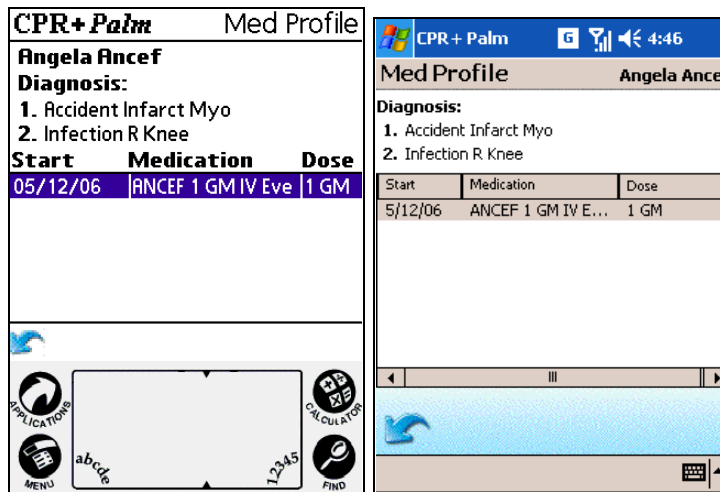 CPR+ Palm Med Profile
Angela Ancef
Diagnosis:
1. Accident Infarct Myo
2. Infection R Knee
Start Medication Dose
05/12/06 ANCEF 1 GM IV Eve 1 GM
APPLICATIONS
CALCULATOR
MENU
abcde
12345
FIND
CPR+ Palm G 4:46
Med Profile Angela Ance
Diagnosis:
1. Accident Infarct Myo
2. Infection R Knee
Start Medication Dose
5/12/06 ANCEF 1 GM IV E... 1 GM